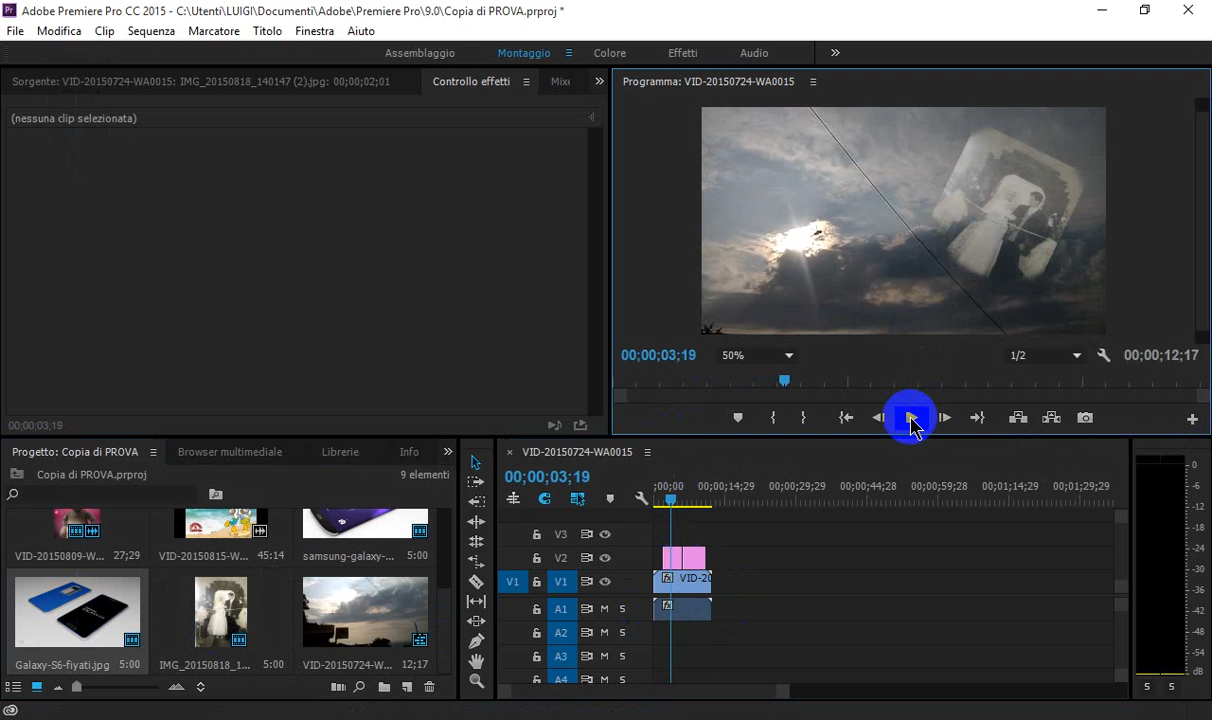 Pr Adobe Premiere Pro CC 2015 - C:\Utenti\LUIGI\Documenti\Adobe\Premiere Pro\9.0\Copia di PROVA.prproj *
File Modifica Clip Sequenza Marcatore Titolo Finestra Aiuto
Assemblaggio Montaggio Colore Effetti Audio
Sorgente: VID-20150724-WA0015: IMG_20150818_140147 (2).jpg: 00;00;02;01 Controllo effetti
Programma: VID-20150724-WA0015
(nessuna clip selezionata)
00;00;03;19 50% 1/2 00;00;12;17
00;00;03;19
Progetto: Copia di PROVA Browser multimediale Librerie Info
Copia di PROVA.prproj 9 elementi
VID-20150809-W... 27;29 VID-20150815-W... 45:14 samsung-galaxy-... 5:00
Galaxy-S6-fiyati.jpg 5:00 IMG_20150818_1... 5:00 VID-20150724-W... 12;17
× VID-20150724-WA0015
00;00;03;19
;00;00 00;00;14;29 00;00;29;29 00;00;44;28 00;00;59;28 00;01;14;29 00;01;29;29
V3
V2
V1 V1 fx VID-20
A1 M S fx
A2 M S
A3 M S
A4 M S
0
-6
-12
-18
-24
-30
-36
-42
-48
-54
dB
S S